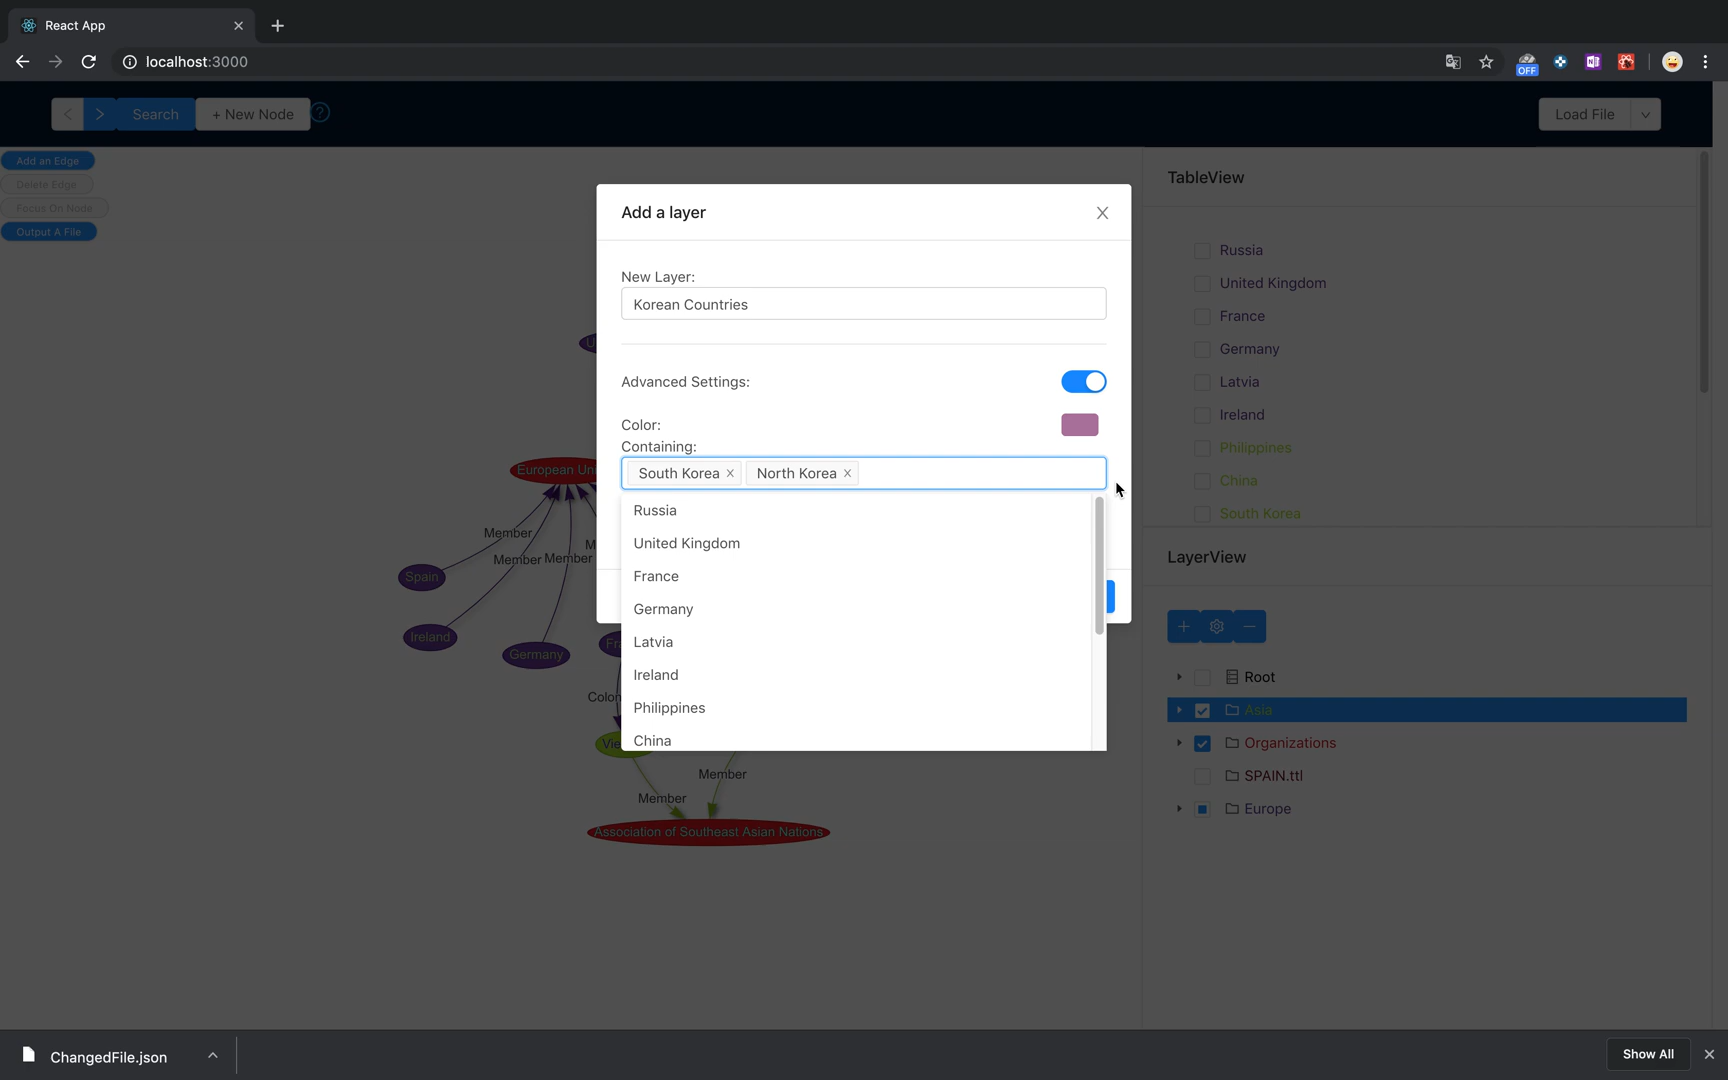 React App
localhost:3000
OFF
Search
+ New Node
?
Load File
Add an Edge
Delete Edge
Focus On Node
Output A File
European
Member
Member
Member
Spain
Ireland
Germany
Member
Member
Association of Southeast Asian Nations
Add a layer
New Layer:
Korean Countries
Advanced Settings:
Color:
Containing:
South Korea
North Korea
Russia
United Kingdom
France
Germany
Latvia
Ireland
Philippines
China
TableView
Russia
United Kingdom
France
Germany
Latvia
Ireland
Philippines
China
South Korea
LayerView
Root
Asia
Organizations
SPAIN.ttl
Europe
ChangedFile.json
Show All